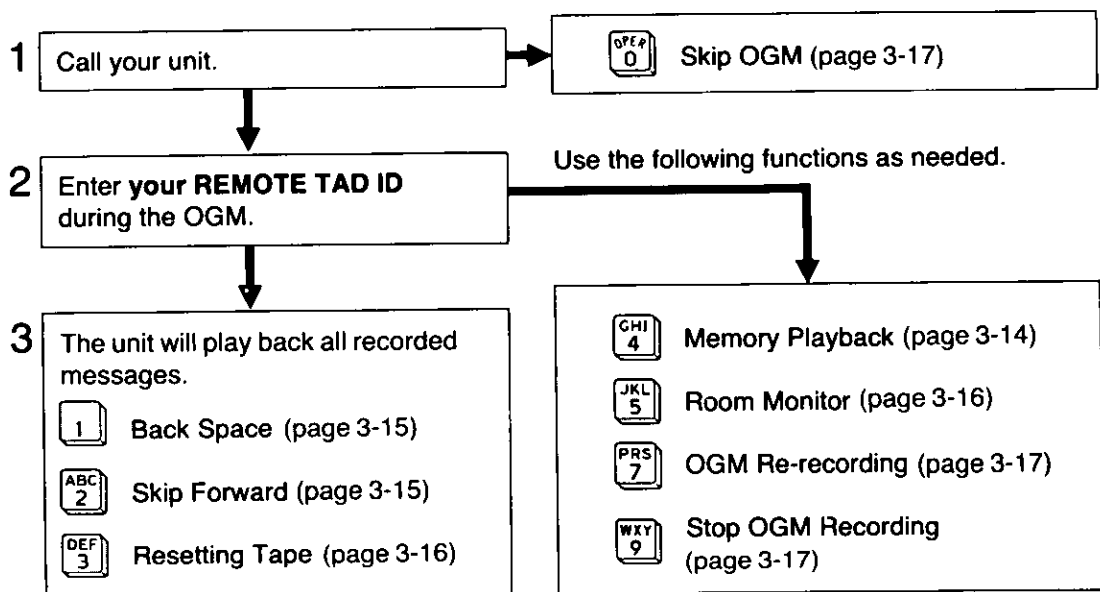 1 Call your unit.
OPER 0 Skip OGM (page 3-17)
2 Enter your REMOTE TAD ID
during the OGM.
Use the following functions as needed.
3 The unit will play back all recorded
messages.
1 Back Space (page 3-15)
ABC 2 Skip Forward (page 3-15)
DEF 3 Resetting Tape (page 3-16)
GHI 4 Memory Playback (page 3-14)
JKL 5 Room Monitor (page 3-16)
PRS 7 OGM Re-recording (page 3-17)
WXY 9 Stop OGM Recording
(page 3-17)